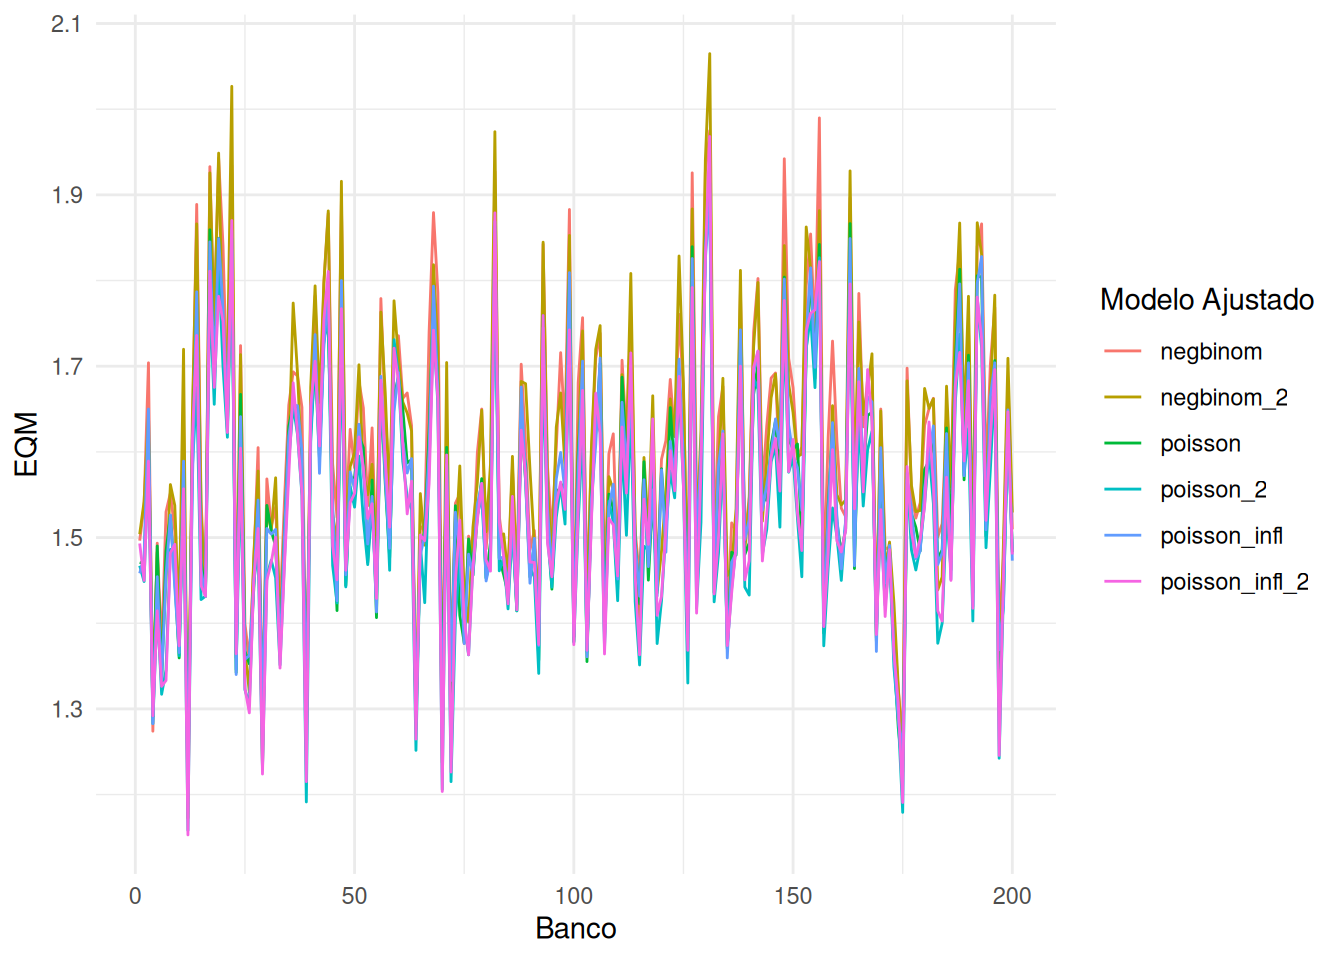 2.1
1.9
1.7
1.5
1.3
EQM
0 50 100 150 200
Banco
Modelo Ajustado
negbinom
negbinom_2
poisson
poisson_2
poisson_infl
poisson_infl_2